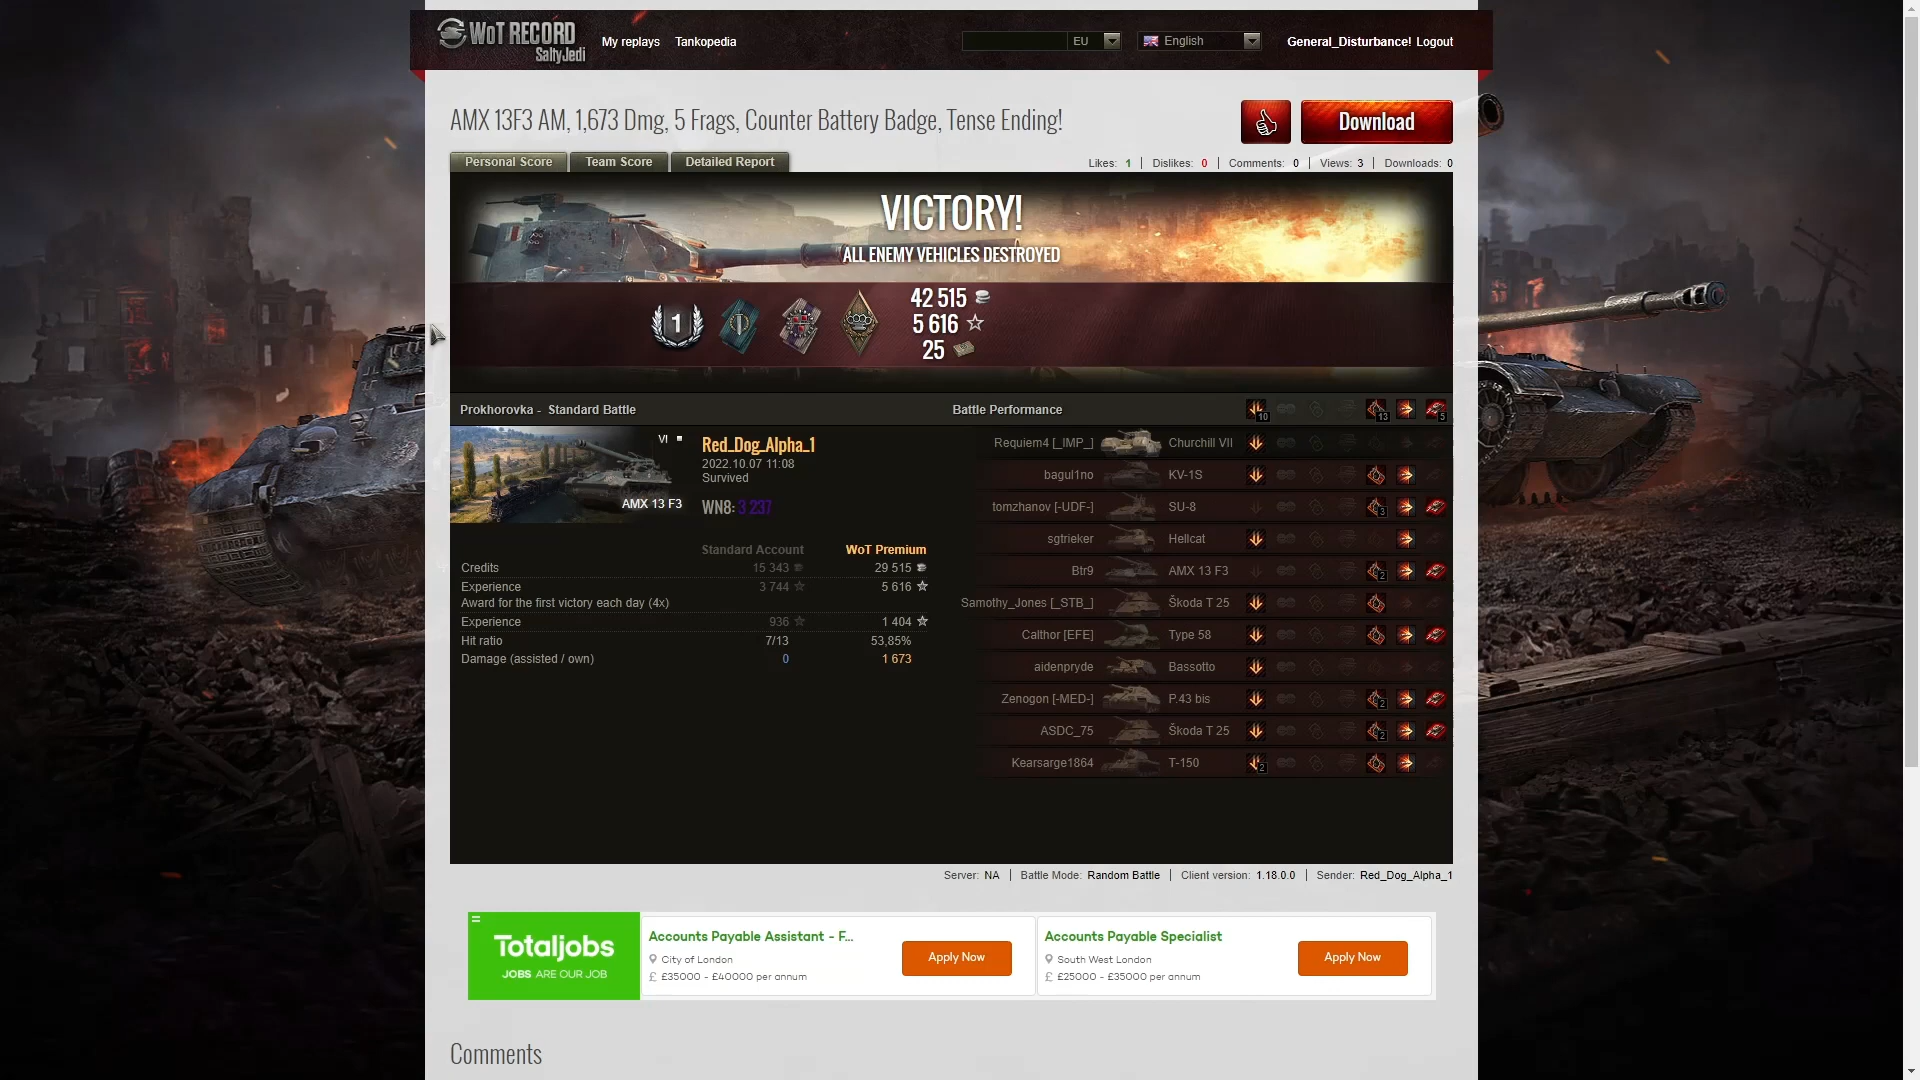 WoT RECORD
SaltyJedi
My replays
Tankopedia
EU
English
General_Disturbance! Logout
AMX 13F3 AM, 1,673 Dmg, 5 Frags, Counter Battery Badge, Tense Ending!
Download
Personal Score
Team Score
Detailed Report
Likes: 1 | Dislikes: 0 | Comments: 0 | Views: 3 | Downloads: 0
VICTORY!
ALL ENEMY VEHICLES DESTROYED
1
42 515
5 616
25
Prokhorovka - Standard Battle
VI
AMX 13 F3
Red_Dog_Alpha_1
2022.10.07 11:08
Survived
WN8: 3 237
Standard Account WoT Premium
Credits 15 343 29 515
Experience 3 744 5 616
Award for the first victory each day (4x)
Experience 936 1 404
Hit ratio 7/13 53,85%
Damage (assisted / own) 0 1 673
Battle Performance 10 13 5
Requiem4 [_IMP_] Churchill VII
bagul1no KV-1S
tomzhanov [-UDF-] SU-8 3
sgtrieker Hellcat
Btr9 AMX 13 F3 2
Samothy_Jones [_STB_] Škoda T 25
Calthor [EFE] Type 58
aidenpryde Bassotto
Zenogon [-MED-] P.43 bis 2
ASDC_75 Škoda T 25 2
Kearsarge1864 T-150 2
Server: NA | Battle Mode: Random Battle | Client version: 1.18.0.0 | Sender: Red_Dog_Alpha_1
Totaljobs
JOBS ARE OUR JOB
Accounts Payable Assistant - F...
City of London
£ £35000 - £40000 per annum
Apply Now
Accounts Payable Specialist
South West London
£ £25000 - £35000 per annum
Apply Now
Comments